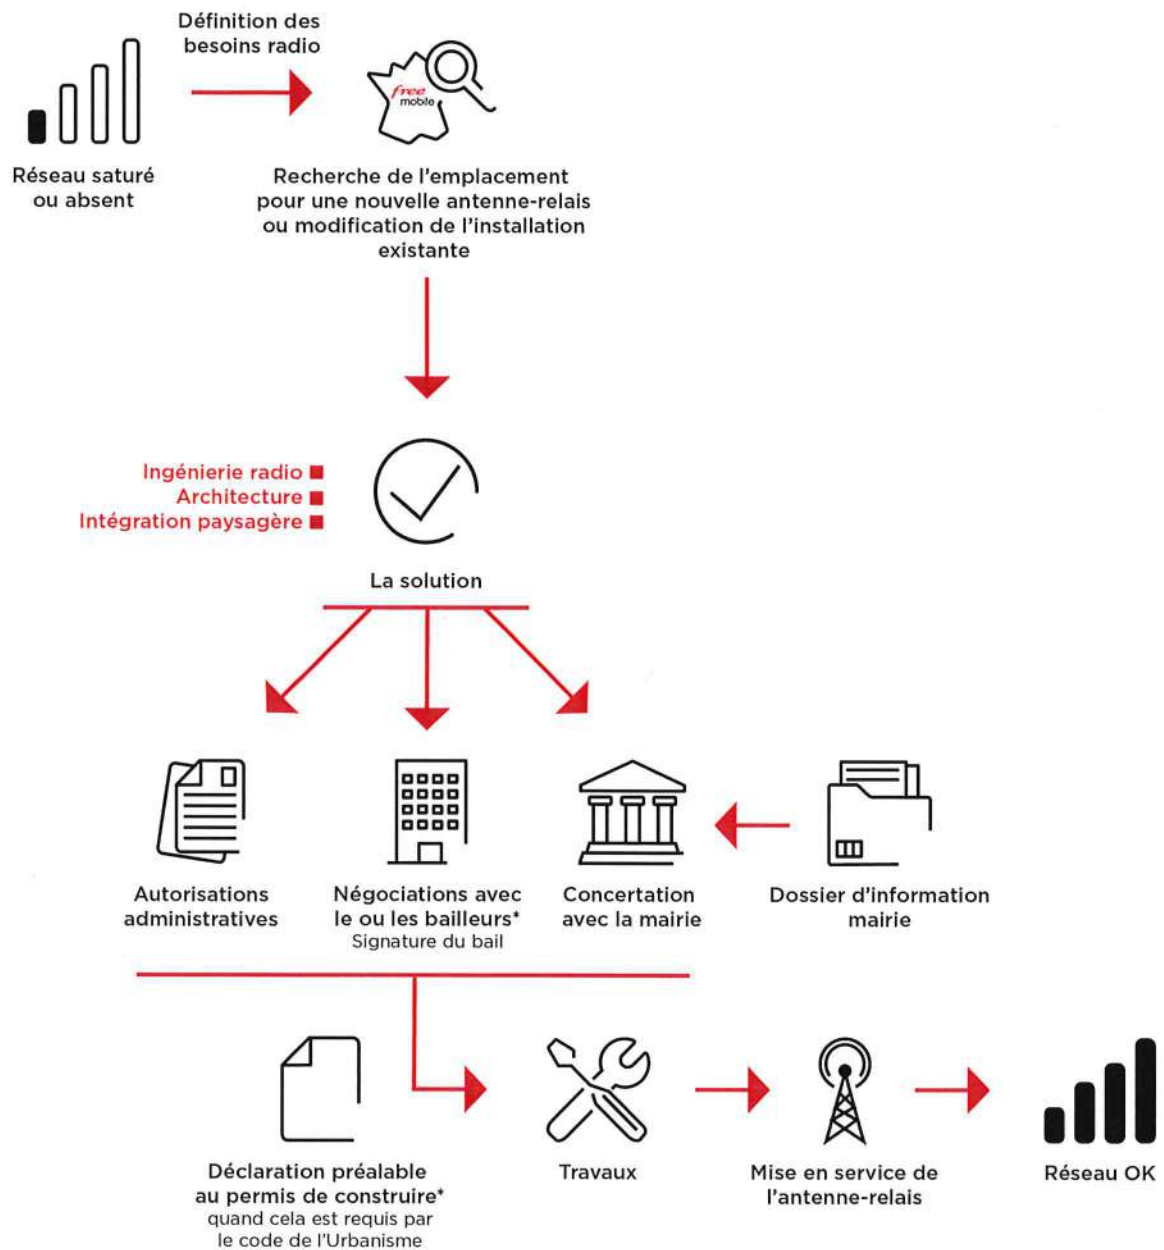 Définition des
besoins radio
free
mobile
Réseau saturé
ou absent
Recherche de l'emplacement
pour une nouvelle antenne-relais
ou modification de l'installation
existante
Ingénierie radio
Architecture
Intégration paysagère
La solution
Autorisations
administratives
Négociations avec
le ou les bailleurs*
Signature du bail
Concertation
avec la mairie
Dossier d'information
mairie
Déclaration préalable
au permis de construire*
quand cela est requis par
le code de l'Urbanisme
Travaux
Mise en service de
l'antenne-relais
Réseau OK